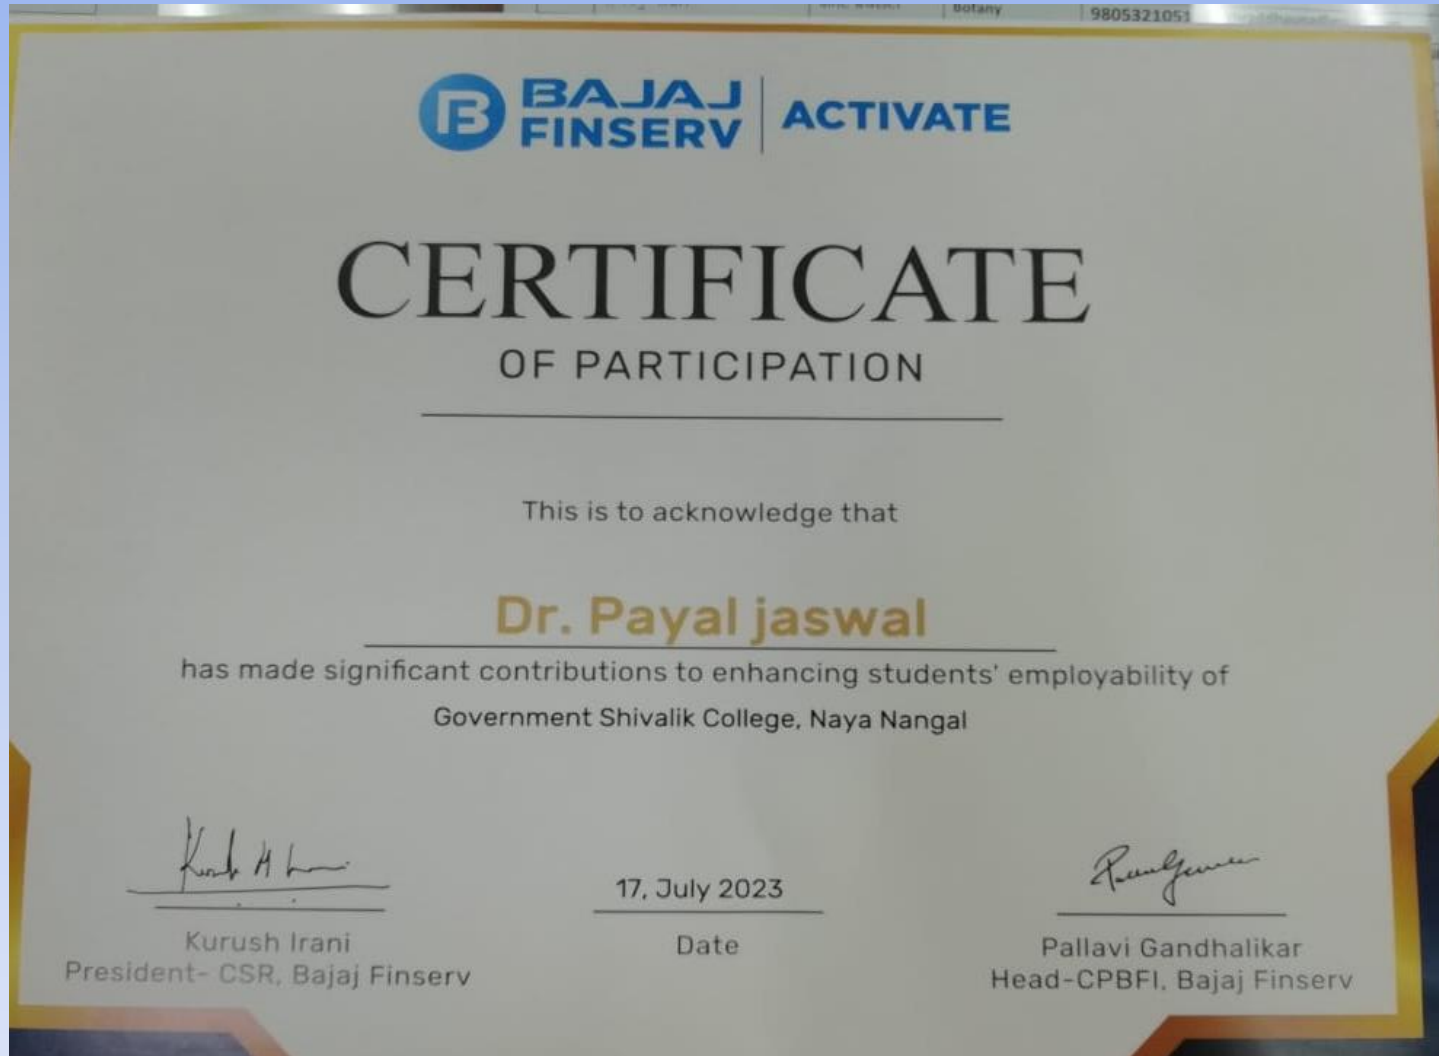 Botany
9805321051
BAJAJ
FINSERV
ACTIVATE
CERTIFICATE
OF PARTICIPATION
This is to acknowledge that
Dr. Payal jaswal
has made significant contributions to enhancing students' employability of
Government Shivalik College, Naya Nangal
17, July 2023
Kurush Irani
President- CSR, Bajaj Finserv
Date
Pallavi Gandhalikar
Head-CPBFI, Bajaj Finserv